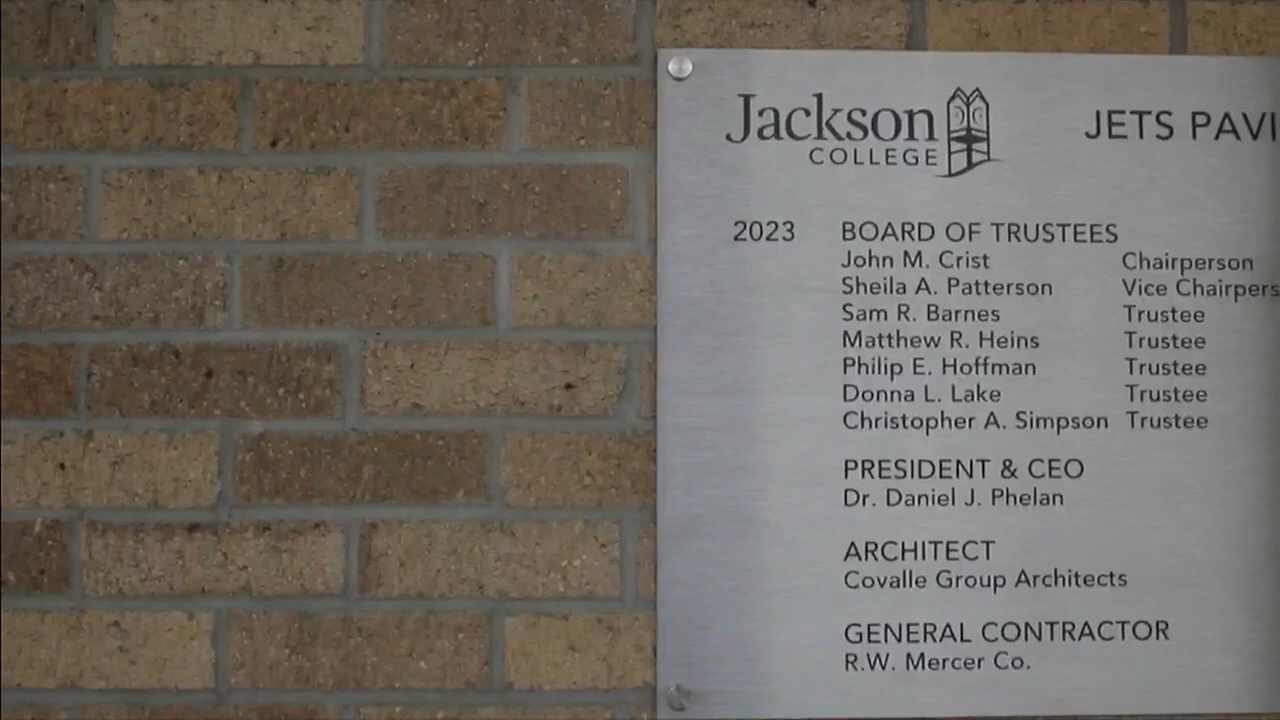 Jackson
COLLEGE
JETS PAVI
2023 BOARD OF TRUSTEES
John M. Crist Chairperson
Sheila A. Patterson Vice Chairpers
Sam R. Barnes Trustee
Matthew R. Heins Trustee
Philip E. Hoffman Trustee
Donna L. Lake Trustee
Christopher A. Simpson Trustee
PRESIDENT & CEO
Dr. Daniel J. Phelan
ARCHITECT
Covalle Group Architects
GENERAL CONTRACTOR
R.W. Mercer Co.